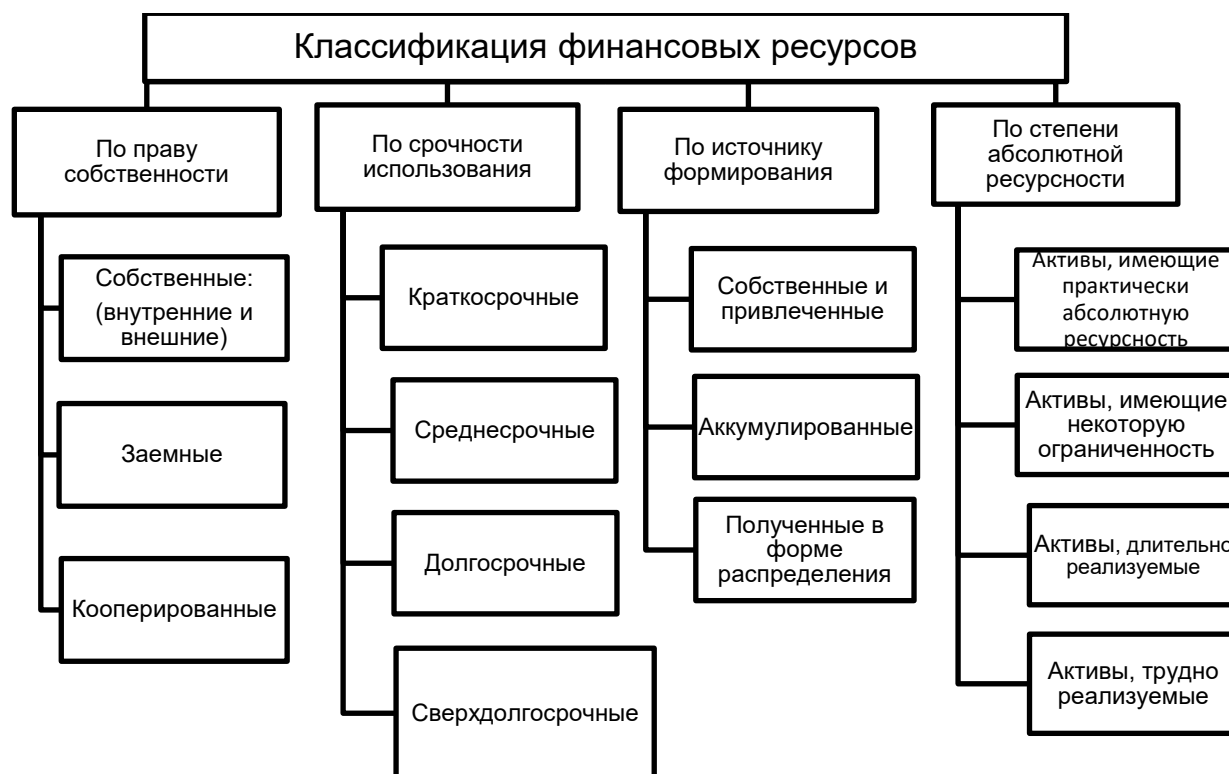 Классификация финансовых ресурсов
По праву
собственности
Собственные:
(внутренние и
внешние)
Заемные
Кооперированные
По срочности
использования
Краткосрочные
Среднесрочные
Долгосрочные
Сверхдолгосрочные
По источнику
формирования
Собственные и
привлеченные
Аккумулированные
Полученные в
форме
распределения
По степени
абсолютной
ресурсности
Активы, имеющие
практически
абсолютную
ресурсность
Активы, имеющие
некоторую
ограниченность
Активы, длительно
реализуемые
Активы, трудно
реализуемые